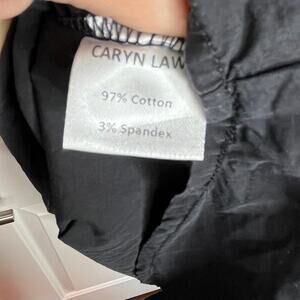 CARYN LAW
97% Cotton
3% Spandex